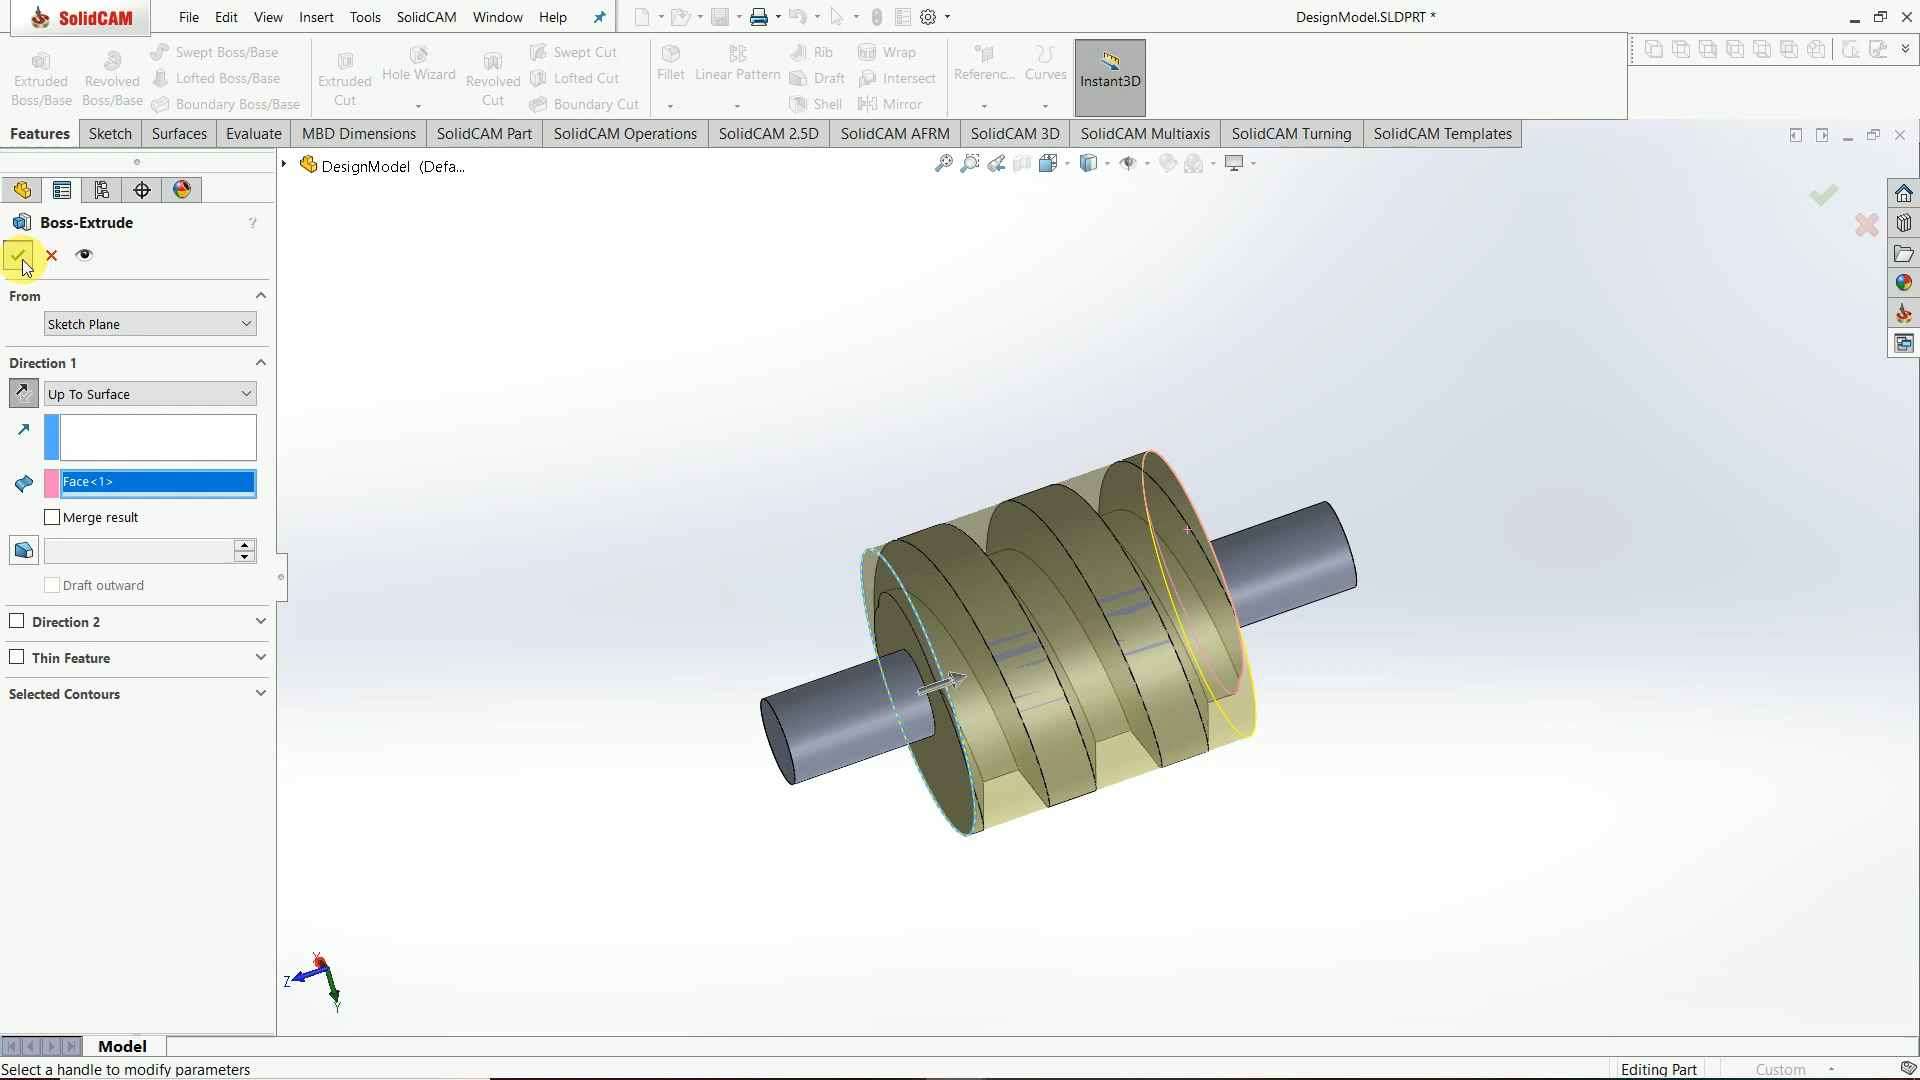 SolidCAM File Edit View Insert Tools SolidCAM Window Help DesignModel.SLDPRT *
Extruded Boss/Base
Revolved Boss/Base
Swept Boss/Base
Lofted Boss/Base
Boundary Boss/Base
Extruded Cut
Hole Wizard
Revolved Cut
Swept Cut
Lofted Cut
Boundary Cut
Fillet
Linear Pattern
Rib
Draft
Shell
Wrap
Intersect
Mirror
Referenc...
Curves
Instant3D
Features Sketch Surfaces Evaluate MBD Dimensions SolidCAM Part SolidCAM Operations SolidCAM 2.5D SolidCAM AFRM SolidCAM 3D SolidCAM Multiaxis SolidCAM Turning SolidCAM Templates
DesignModel (Defa...
Boss-Extrude ?
From
Sketch Plane
Direction 1
Up To Surface
Face<1>
Merge result
Draft outward
Direction 2
Thin Feature
Selected Contours
X
Z
Y
Model
Select a handle to modify parameters Editing Part Custom